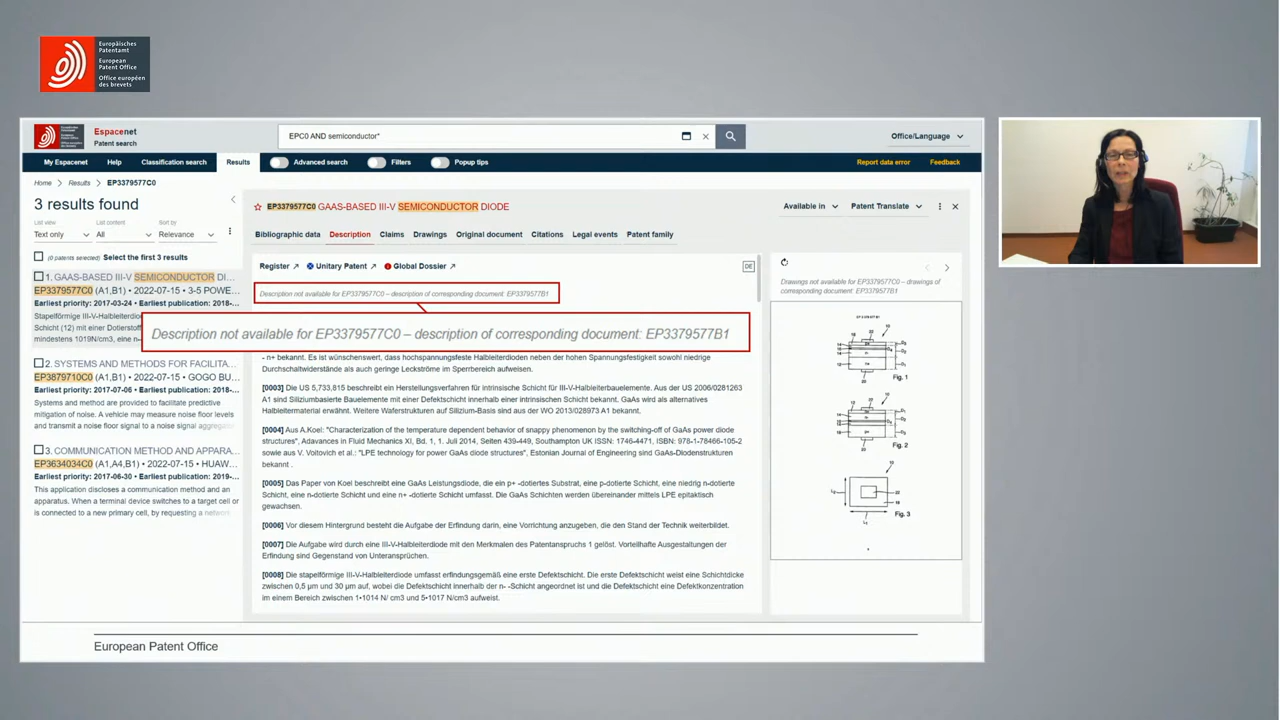 Europäisches
Patentamt
European
Patent Office
Office européen
des brevets
Espacenet
Patent search
EPC0 AND semiconductor*
Office/Language
My Espacenet Help Classification search Results Advanced search Filters Popup tips Report data error Feedback
Home Results EP3379577C0
3 results found
List view List content Sort by
Text only All Relevance
(0 patents selected) Select the first 3 results
1. GAAS-BASED III-V SEMICONDUCTOR DI...
EP3379577C0 (A1,B1) • 2022-07-15 • 3-5 POWE...
Earliest priority: 2017-03-24 • Earliest publication: 2018-...
Stapelförmige III-V-Halbleiterdiode
Schicht (12) mit einer Dotierstoff
mindestens 1019N/cm3, eine n-
2. SYSTEMS AND METHODS FOR FACILITA...
EP3879710C0 (A1,B1) • 2022-07-15 • GOGO BU...
Earliest priority: 2017-07-06 • Earliest publication: 2018-...
Systems and methods are provided to facilitate predictive
mitigation of noise. A vehicle may measure noise floor levels
and transmit a noise floor signal to a noise signal aggregat
3. COMMUNICATION METHOD AND APPARA...
EP3634034C0 (A1,A4,B1) • 2022-07-15 • HUAW...
Earliest priority: 2017-06-30 • Earliest publication: 2019-...
This application discloses a communication method and an
apparatus. When a terminal device switches to a target cell or
is connected to a new primary cell, by requesting a network
EP3379577C0 GAAS-BASED III-V SEMICONDUCTOR DIODE
Available in Patent Translate
Bibliographic data Description Claims Drawings Original document Citations Legal events Patent family
Register Unitary Patent Global Dossier DE
Description not available for EP3379577C0 – description of corresponding document: EP3379577B1
Description not available for EP3379577C0 – description of corresponding document: EP3379577B1
- n+ bekannt. Es ist wünschenswert, dass hochspannungsfeste Halbleiterdioden neben der hohen Spannungsfestigkeit sowohl niedrige
Durchschaltwiderstände als auch geringe Leckströme im Sperrbereich aufweisen.
[0003] Die US 5,733,815 beschreibt ein Herstellungsverfahren für intrinsische Schicht für III-V-Halbleiterbauelemente. Aus der US 2006/0281263
A1 sind Siliziumbasierte Bauelemente mit einer Defektschicht innerhalb einer intrinsischen Schicht bekannt. GaAs wird als alternatives
Halbleitermaterial erwähnt. Weitere Waferstrukturen auf Silizium-Basis sind aus der WO 2013/028973 A1 bekannt.
[0004] Aus A.Koel: "Characterization of the temperature dependent behavior of snappy phenomenon by the switching-off of GaAs power diode
structures", Adavances in Fluid Mechanics XI, Bd. 1, 1. Juli 2014, Seiten 439-449, Southampton UK ISSN: 1746-4471, ISBN: 978-1-78466-105-2
sowie aus V. Voitovich et al.: "LPE technology for power GaAs diode structures", Estonian Journal of Engineering sind GaAs-Diodenstrukturen
bekannt .
[0005] Das Paper von Koel beschreibt eine GaAs Leistungsdiode, die ein p+ -dotiertes Substrat, eine p-dotierte Schicht, eine niedrig n-dotierte
Schicht, eine n-dotierte Schicht und eine n+ -dotierte Schicht umfasst. Die GaAs Schichten werden übereinander mittels LPE epitaktisch
gewachsen.
[0006] Vor diesem Hintergrund besteht die Aufgabe der Erfindung darin, eine Vorrichtung anzugeben, die den Stand der Technik weiterbildet.
[0007] Die Aufgabe wird durch eine III-V-Halbleiterdiode mit den Merkmalen des Patentanspruchs 1 gelöst. Vorteilhafte Ausgestaltungen der
Erfindung sind Gegenstand von Unteransprüchen.
[0008] Die stapelförmige III-V-Halbleiterdiode umfasst erfindungsgemäß eine erste Defektschicht. Die erste Defektschicht weist eine Schichtdicke
zwischen 0,5 µm und 30 µm auf, wobei die Defektschicht innerhalb der n- -Schicht angeordnet ist und die Defektschicht eine Defektkonzentration
im einem Bereich zwischen 1•1014 N/ cm3 und 5•1017 N/cm3 aufweist.
Drawings not available for EP3379577C0 – drawings of
corresponding document: EP3379577B1
Fig. 1
Fig. 2
Fig. 3
European Patent Office